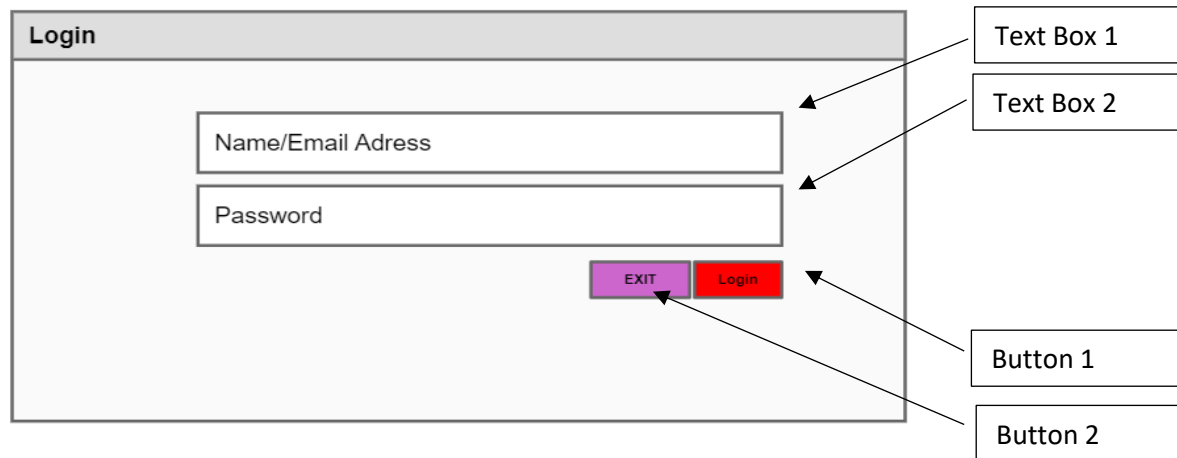 Login
Text Box 1
Text Box 2
Name/Email Adress
Password
EXIT
Login
Button 1
Button 2